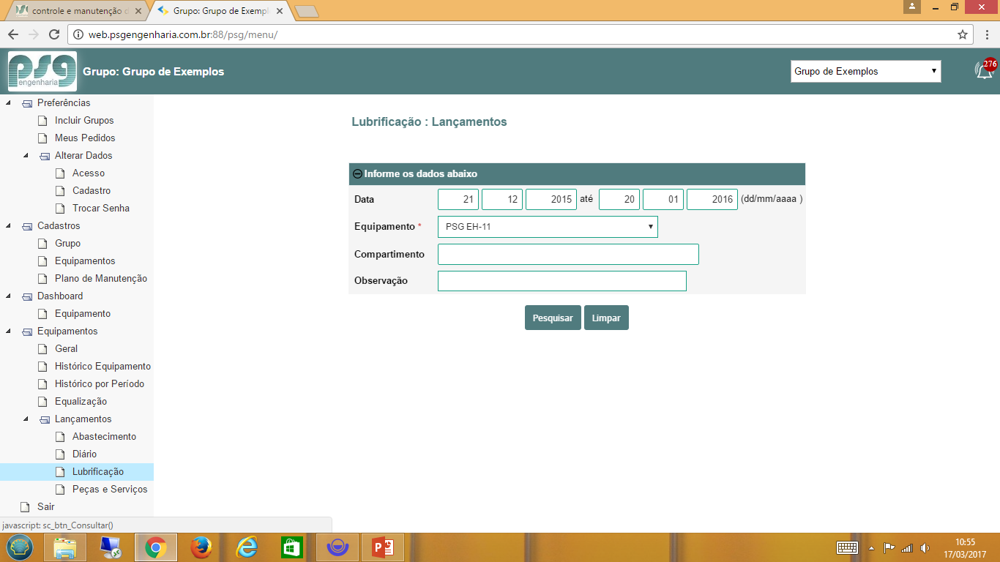 controle e manutenção d
Grupo: Grupo de Exempl
web.psgengenharia.com.br:88/psg/menu/
psg
engenharia
Grupo: Grupo de Exemplos
Grupo de Exemplos
276
Preferências
Incluir Grupos
Meus Pedidos
Alterar Dados
Acesso
Cadastro
Trocar Senha
Cadastros
Grupo
Equipamentos
Plano de Manutenção
Dashboard
Equipamento
Equipamentos
Geral
Histórico Equipamento
Histórico por Período
Equalização
Lançamentos
Abastecimento
Diário
Lubrificação
Peças e Serviços
Sair
Lubrificação : Lançamentos
Informe os dados abaixo
Data 21 12 2015 até 20 01 2016 (dd/mm/aaaa )
Equipamento * PSG EH-11
Compartimento
Observação
Pesquisar Limpar
javascript: sc_btn_Consultar()
10:55
17/03/2017